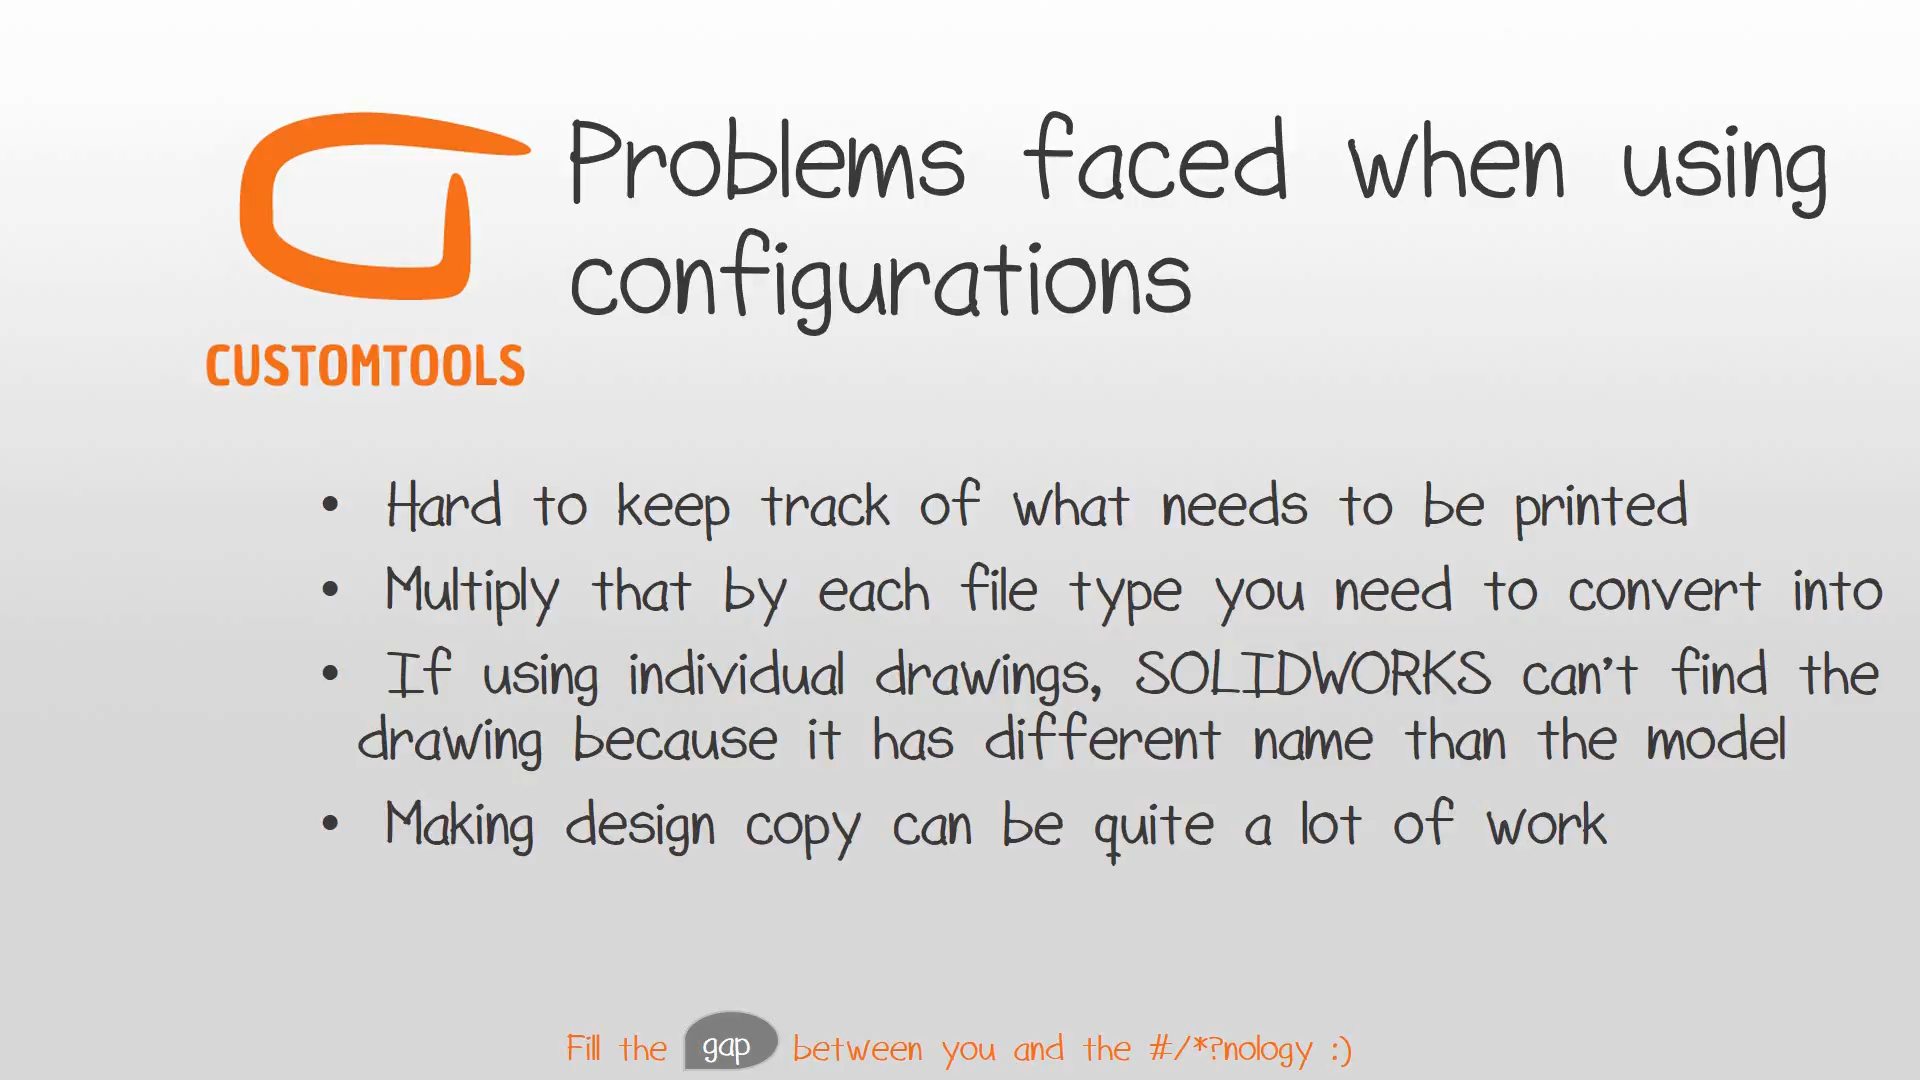 Problems faced when using
configurations
CUSTOMTOOLS
• Hard to keep track of what needs to be printed
• Multiply that by each file type you need to convert into
• If using individual drawings, SOLIDWORKS can't find the
drawing because it has different name than the model
• Making design copy can be quite a lot of work
Fill the gap between you and the #/*?nology :)